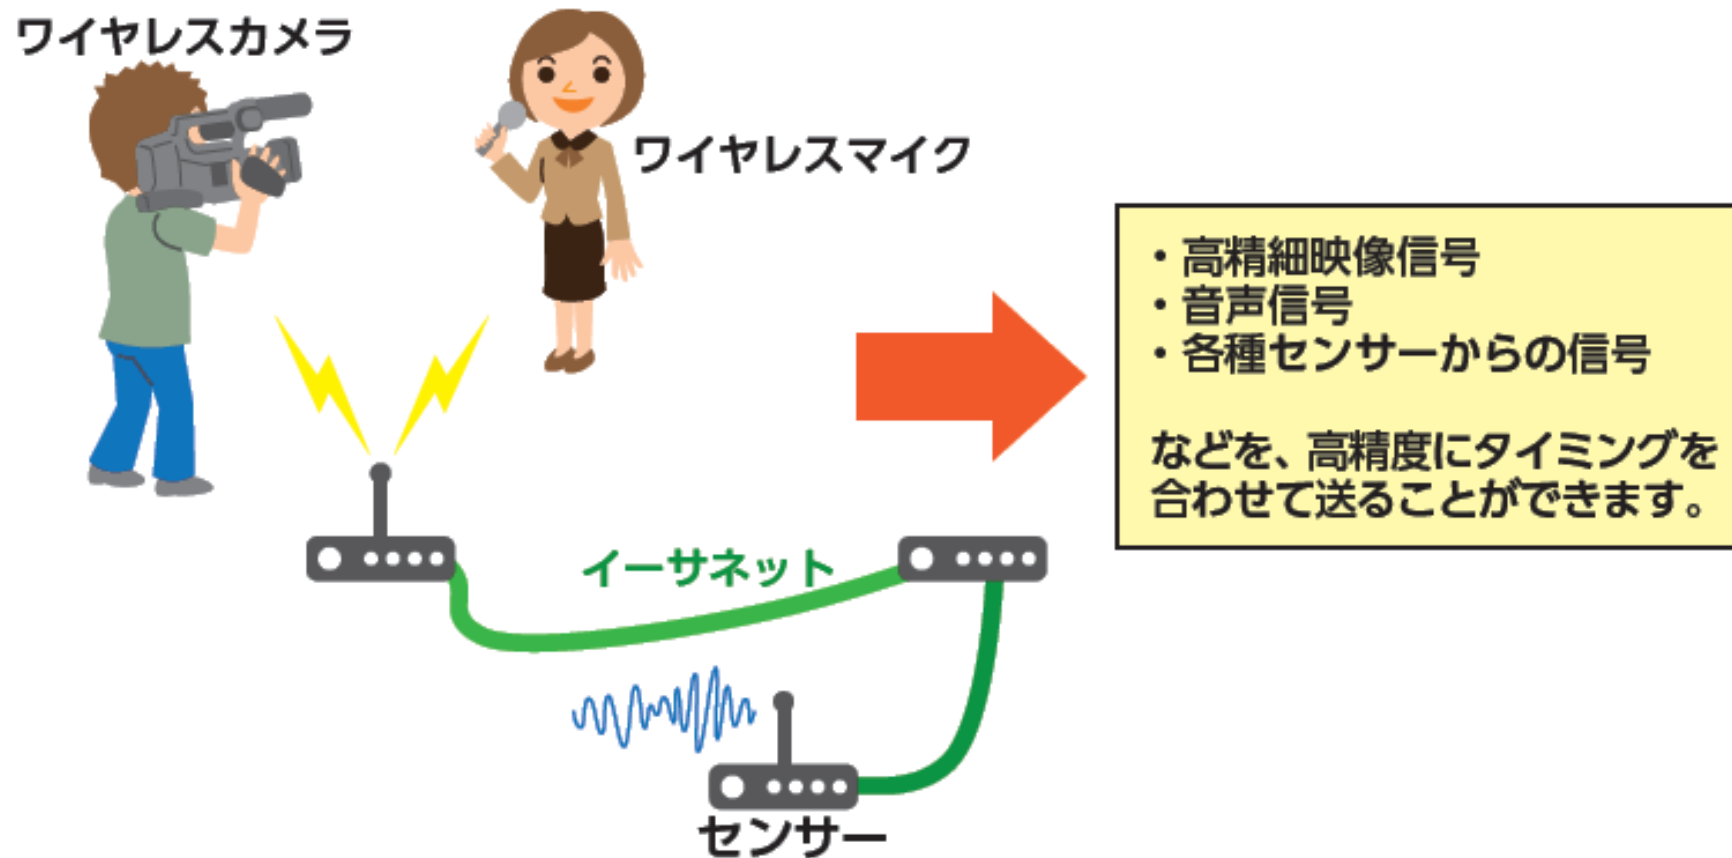 ワイヤレスカメラ
ワイヤレスマイク
・高精細映像信号
・音声信号
・各種センサーからの信号
などを、高精度にタイミングを
合わせて送ることができます。
イーサネット
センサー